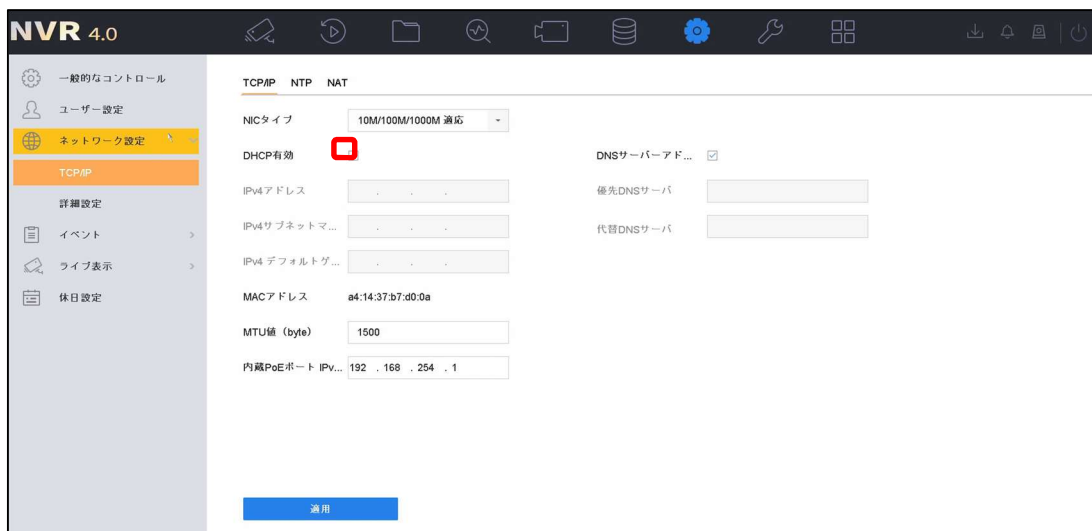 NVR 4.0
一般的なコントロール
ユーザー設定
ネットワーク設定
TCP/IP
詳細設定
イベント
ライブ表示
休日設定
TCP/IP NTP NAT
NICタイプ 10M/100M/1000M 適応
DHCP有効 DNSサーバーアド...
IPv4アドレス . . . 優先DNSサーバ
IPv4サブネットマ... . . . 代替DNSサーバ
IPv4 デフォルトゲ... . . .
MACアドレス a4:14:37:b7:d0:0a
MTU値（byte） 1500
内蔵PoEポート IPv... 192 . 168 . 254 . 1
適用